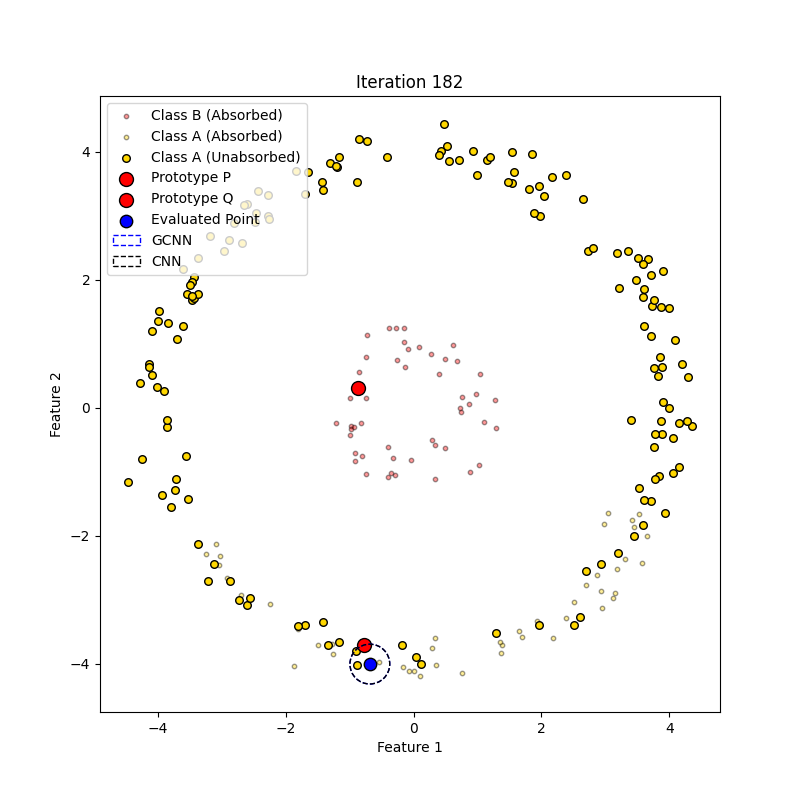 Iteration 182
Class B (Absorbed)
Class A (Absorbed)
Class A (Unabsorbed)
Prototype P
Prototype Q
Evaluated Point
GCNN
CNN
4
2
0
−2
−4
Feature 2
−4
−2
0
2
4
Feature 1